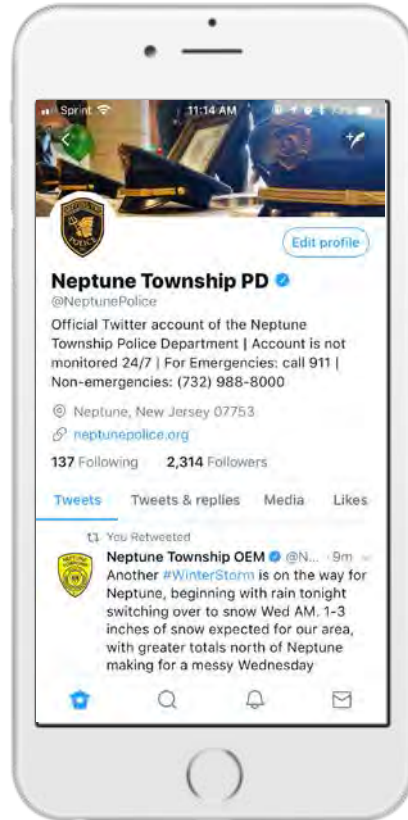 Sprint 11:14 AM
POLICE
Edit profile
Neptune Township PD
@NeptunePolice
Official Twitter account of the Neptune
Township Police Department | Account is not
monitored 24/7 | For Emergencies: call 911 |
Non-emergencies: (732) 988-8000
Neptune, New Jersey 07753
neptunepolice.org
137 Following 2,314 Followers
Tweets Tweets & replies Media Likes
You Retweeted
Neptune Township OEM @N... · 9m
Another #WinterStorm is on the way for
Neptune, beginning with rain tonight
switching over to snow Wed AM. 1-3
inches of snow expected for our area,
with greater totals north of Neptune
making for a messy Wednesday